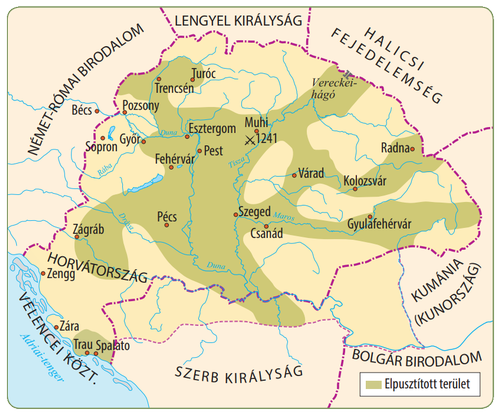 LENGYEL KIRÁLYSÁG
HALICSI
FEJEDELEMSÉG
NÉMET-RÓMAI BIRODALOM
Turóc
Trencsén
Vereckei-
hágó
Bécs
Pozsony
Sopron
Győr
Duna
Esztergom
Muhi
1241
Pest
Tisza
Radna
Rába
Fehérvár
Várad
Kolozsvár
Dráva
Pécs
Szeged
Maros
Gyulafehérvár
Csanád
Zágráb
Duna
HORVÁTORSZÁG
Zengg
KUMÁNIA
(KUNORSZÁG)
VELENCEI KÖZT.
Zára
Adriai-tenger
Trau
Spalato
SZERB KIRÁLYSÁG
BOLGÁR BIRODALOM
Elpusztított terület